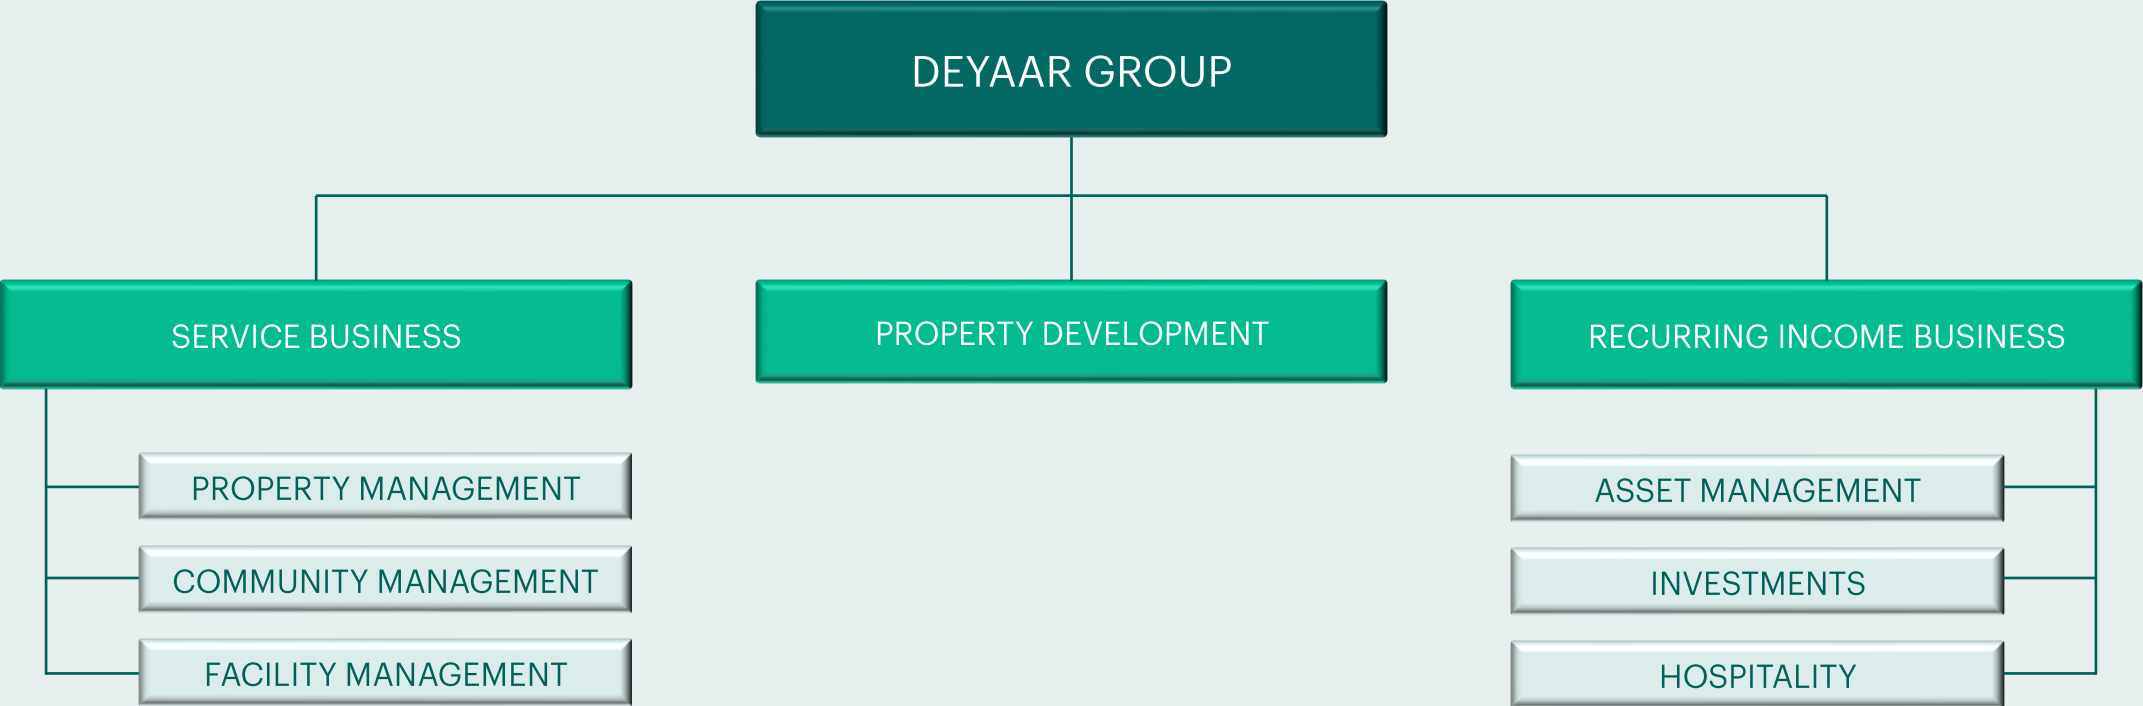 DEYAAR GROUP
SERVICE BUSINESS
PROPERTY DEVELOPMENT
RECURRING INCOME BUSINESS
PROPERTY MANAGEMENT
COMMUNITY MANAGEMENT
FACILITY MANAGEMENT
ASSET MANAGEMENT
INVESTMENTS
HOSPITALITY